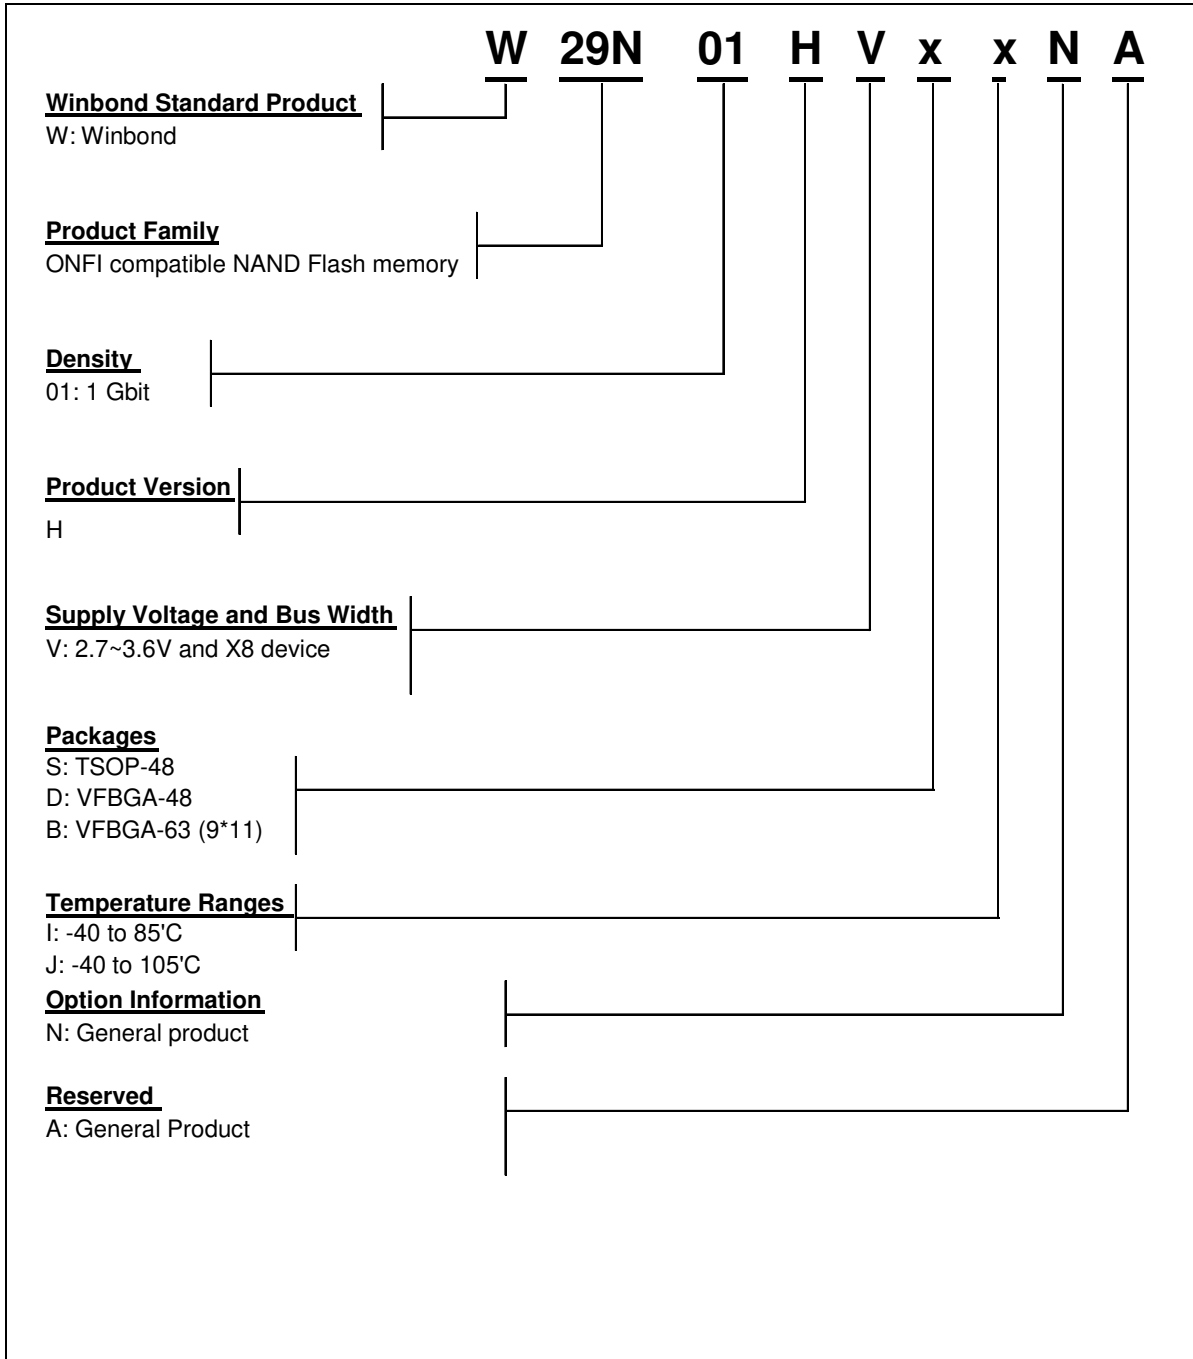 W 29N 01 H V x x N A
Winbond Standard Product
W: Winbond
Product Family
ONFI compatible NAND Flash memory
Density
01: 1 Gbit
Product Version
H
Supply Voltage and Bus Width
V: 2.7~3.6V and X8 device
Packages
S: TSOP-48
D: VFBGA-48
B: VFBGA-63 (9*11)
Temperature Ranges
I: -40 to 85'C
J: -40 to 105'C
Option Information
N: General product
Reserved
A: General Product